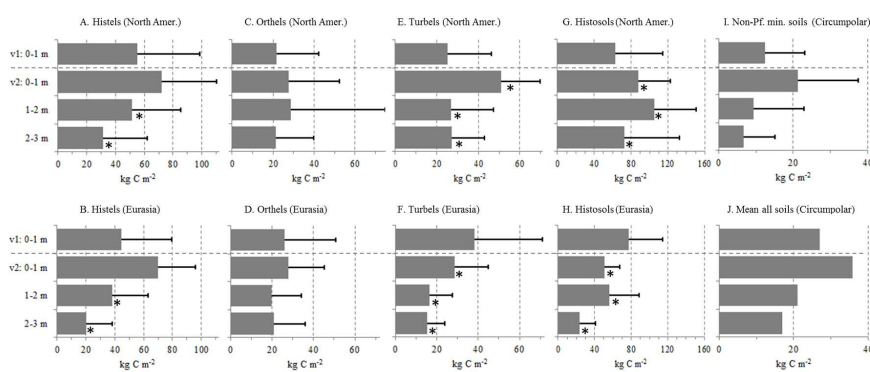 A. Histels (North Amer.) C. Orthels (North Amer.) E. Turbels (North Amer.) G. Histosols (North Amer.) I. Non-Pf. min. soils (Circumpolar)
v1: 0-1 m
v2: 0-1 m *
1-2 m * * *
2-3 m * * *
0 20 40 60 80 100 0 20 40 60 0 20 40 60 0 40 80 120 160 0 20 40
kg C m-2 kg C m-2 kg C m-2 kg C m-2 kg C m-2
B. Histels (Eurasia) D. Orthels (Eurasia) F. Turbels (Eurasia) H. Histosols (Eurasia) J. Mean all soils (Circumpolar)
v1: 0-1 m
v2: 0-1 m * *
1-2 m * * *
2-3 m * * *
0 20 40 60 80 100 0 20 40 60 0 20 40 60 0 40 80 120 160 0 20 40
kg C m-2 kg C m-2 kg C m-2 kg C m-2 kg C m-2